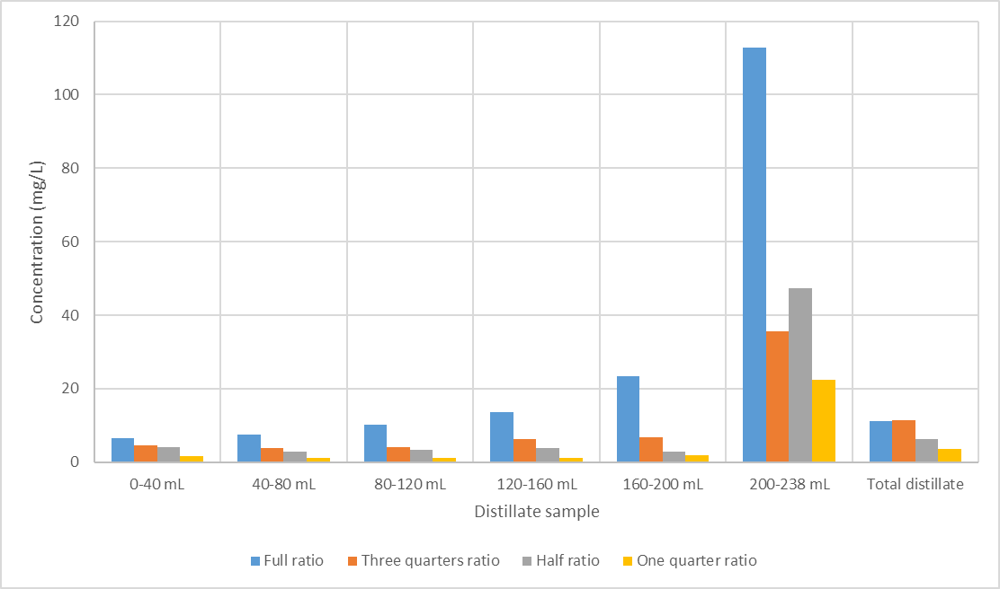 120
100
80
60
40
20
0
Concentration (mg/L)
0-40 mL 40-80 mL 80-120 mL 120-160 mL 160-200 mL 200-238 mL Total distillate
Distillate sample
Full ratio Three quarters ratio Half ratio One quarter ratio